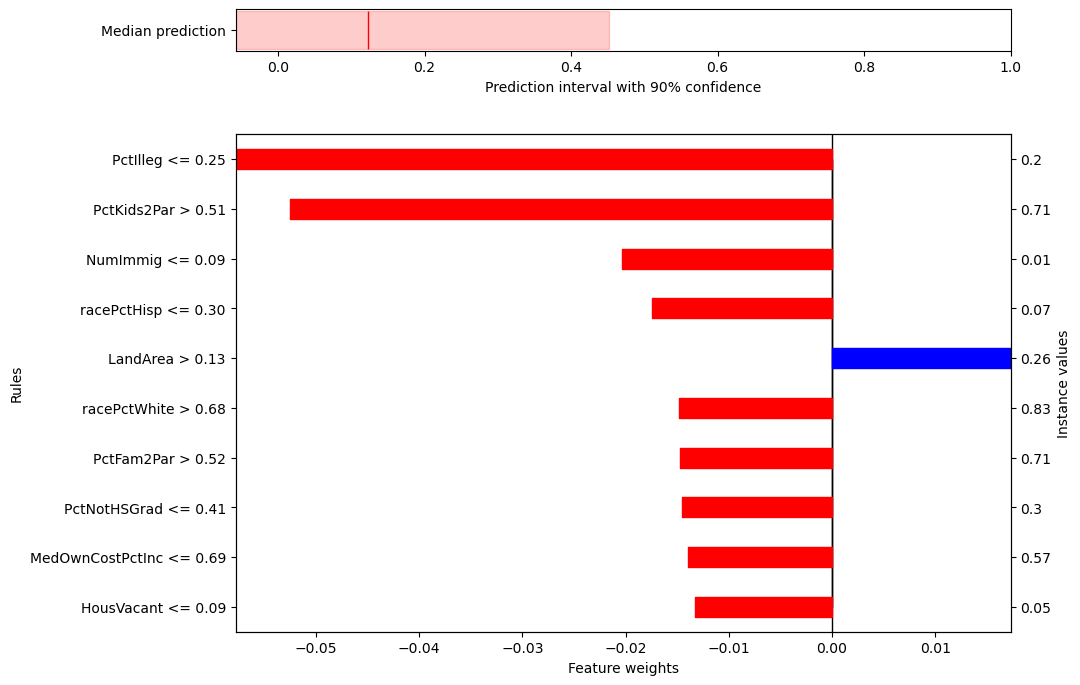 Median prediction
0.0 0.2 0.4 0.6 0.8 1.0
Prediction interval with 90% confidence
PctIlleg <= 0.25 0.2
PctKids2Par > 0.51 0.71
NumImmig <= 0.09 0.01
racePctHisp <= 0.30 0.07
LandArea > 0.13 0.26
racePctWhite > 0.68 0.83
PctFam2Par > 0.52 0.71
PctNotHSGrad <= 0.41 0.3
MedOwnCostPctInc <= 0.69 0.57
HousVacant <= 0.09 0.05
Rules
Instance values
−0.05 −0.04 −0.03 −0.02 −0.01 0.00 0.01
Feature weights